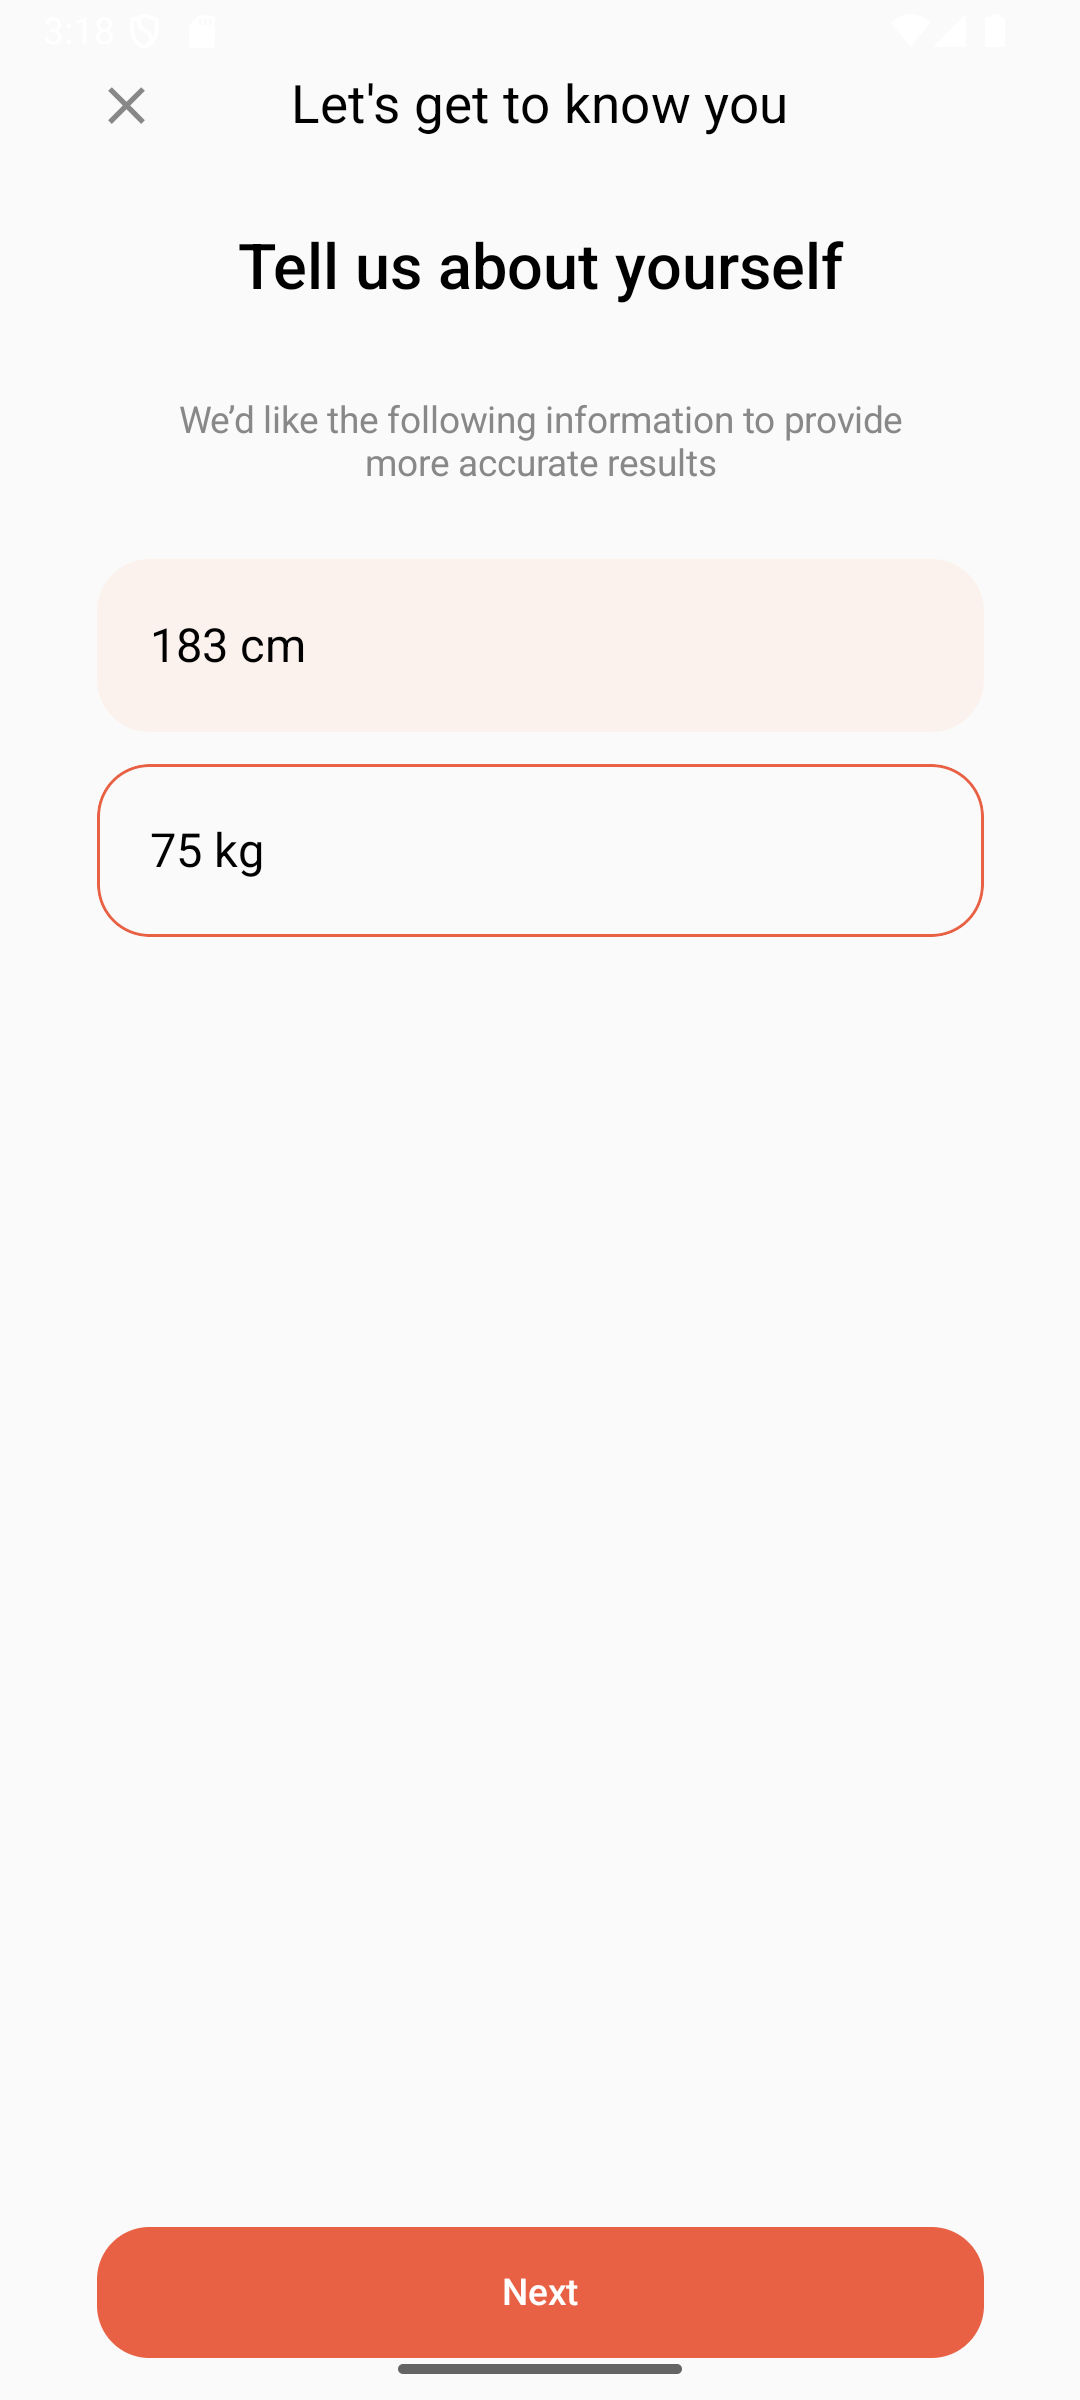 3:18
Let's get to know you
Tell us about yourself
We’d like the following information to provide
more accurate results
183 cm
75 kg
Next